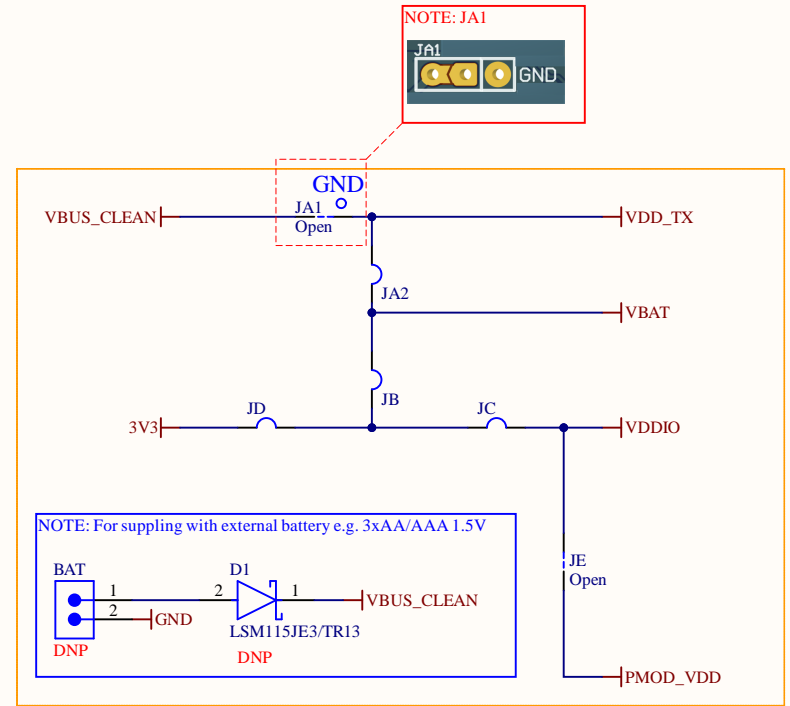 NOTE: JA1
JA1
GND
GND
VBUS_CLEAN
JA1
Open
VDD_TX
JA2
VBAT
JB
JD
JC
3V3
VDDIO
NOTE: For suppling with external battery e.g. 3xAA/AAA 1.5V
BAT
D1
1
2
1
VBUS_CLEAN
2
GND
LSM115JE3/TR13
DNP
DNP
JE
Open
PMOD_VDD